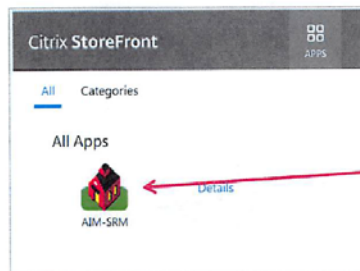 Citrix StoreFront
APPS
All Categories
All Apps
Details
AIM-SRM